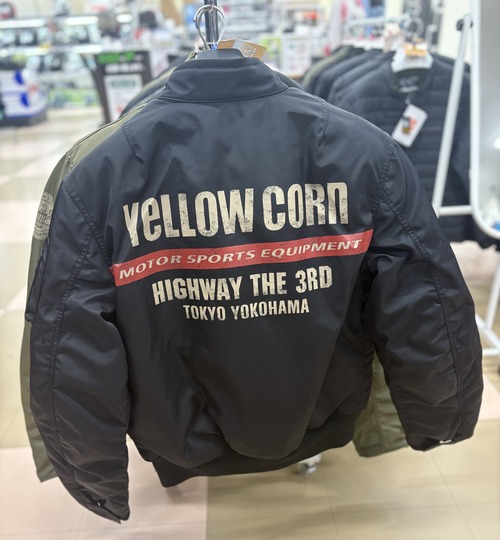 YeLLOW CORn
MOTOR SPORTS EQUIPMENT
HIGHWAY THE 3RD
TOKYO YOKOHAMA